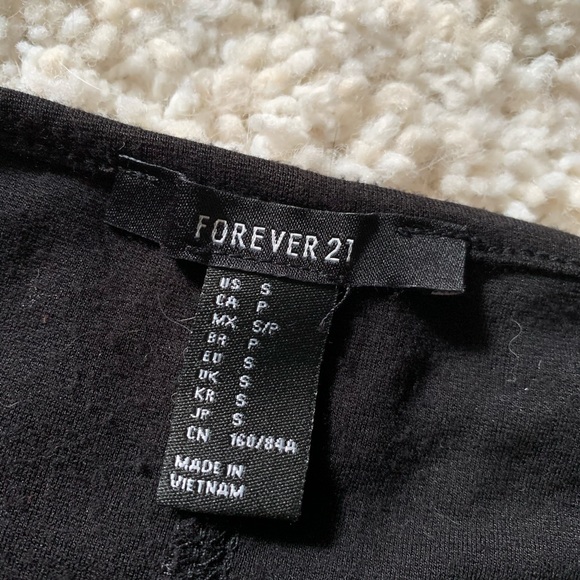 FOREVER 21
US S
CA P
MX S/P
BR P
EU S
UK S
KR S
JP S
CN 160/84A
MADE IN
VIETNAM